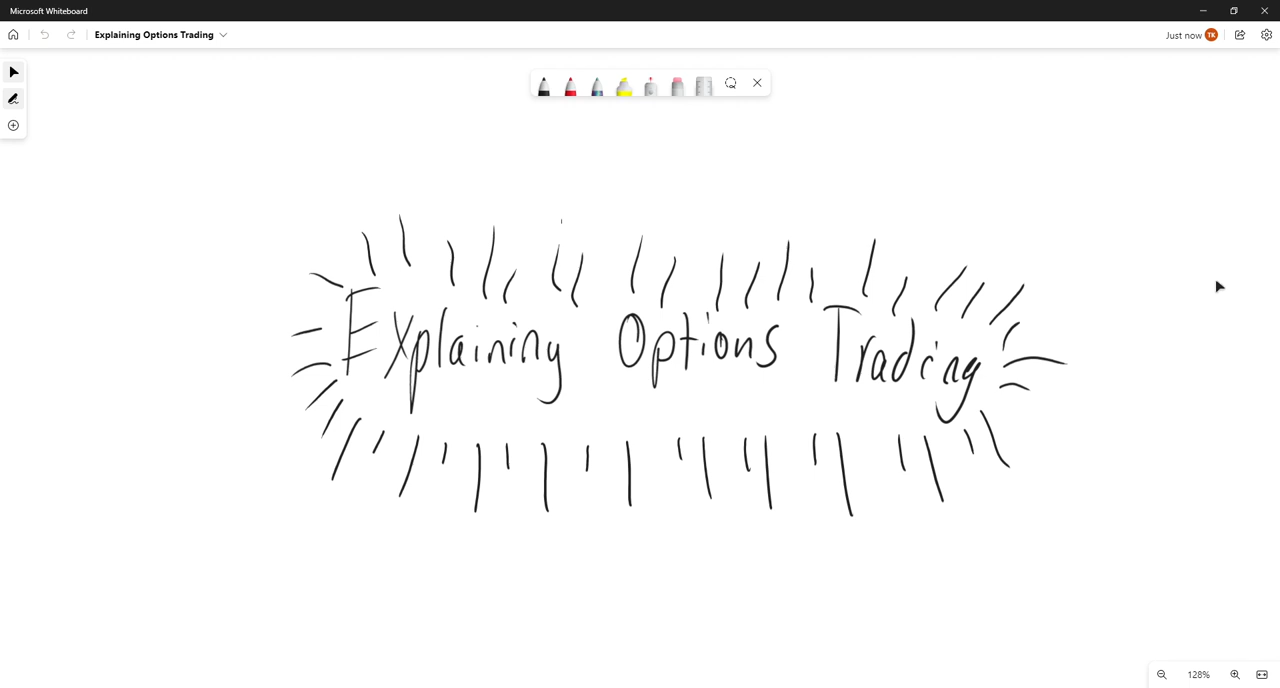 Microsoft Whiteboard
Explaining Options Trading
Just now TK
Explaining Options Trading
128%